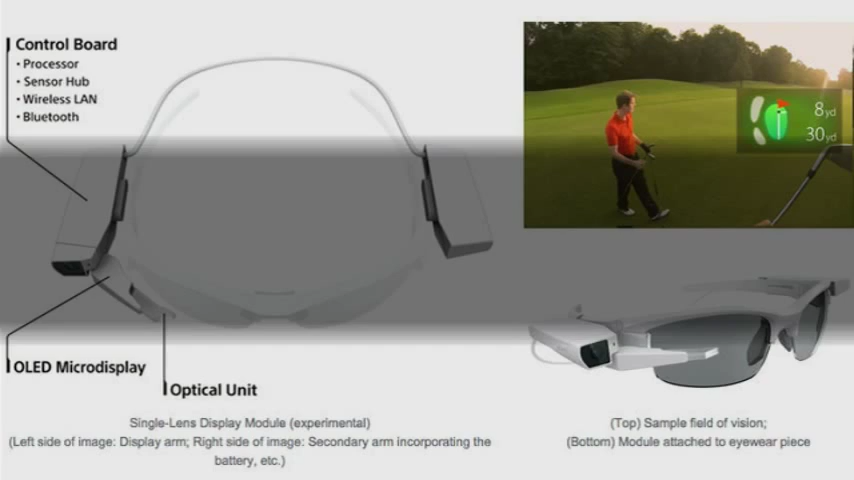 Control Board
• Processor
• Sensor Hub
• Wireless LAN
• Bluetooth
8yd
30yd
OLED Microdisplay
Optical Unit
Single-Lens Display Module (experimental)
(Left side of image: Display arm; Right side of image: Secondary arm incorporating the
battery, etc.)
(Top) Sample field of vision;
(Bottom) Module attached to eyewear piece